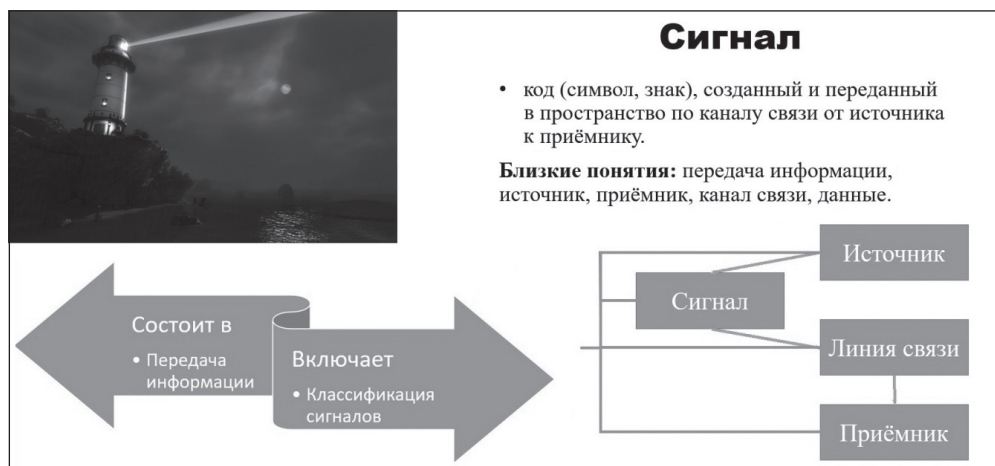 Сигнал
• код (символ, знак), созданный и переданный
в пространство по каналу связи от источника
к приёмнику.
Близкие понятия: передача информации,
источник, приёмник, канал связи, данные.
Состоит в
• Передача
информации
Включает
• Классификация
сигналов
Источник
Сигнал
Линия связи
Приёмник